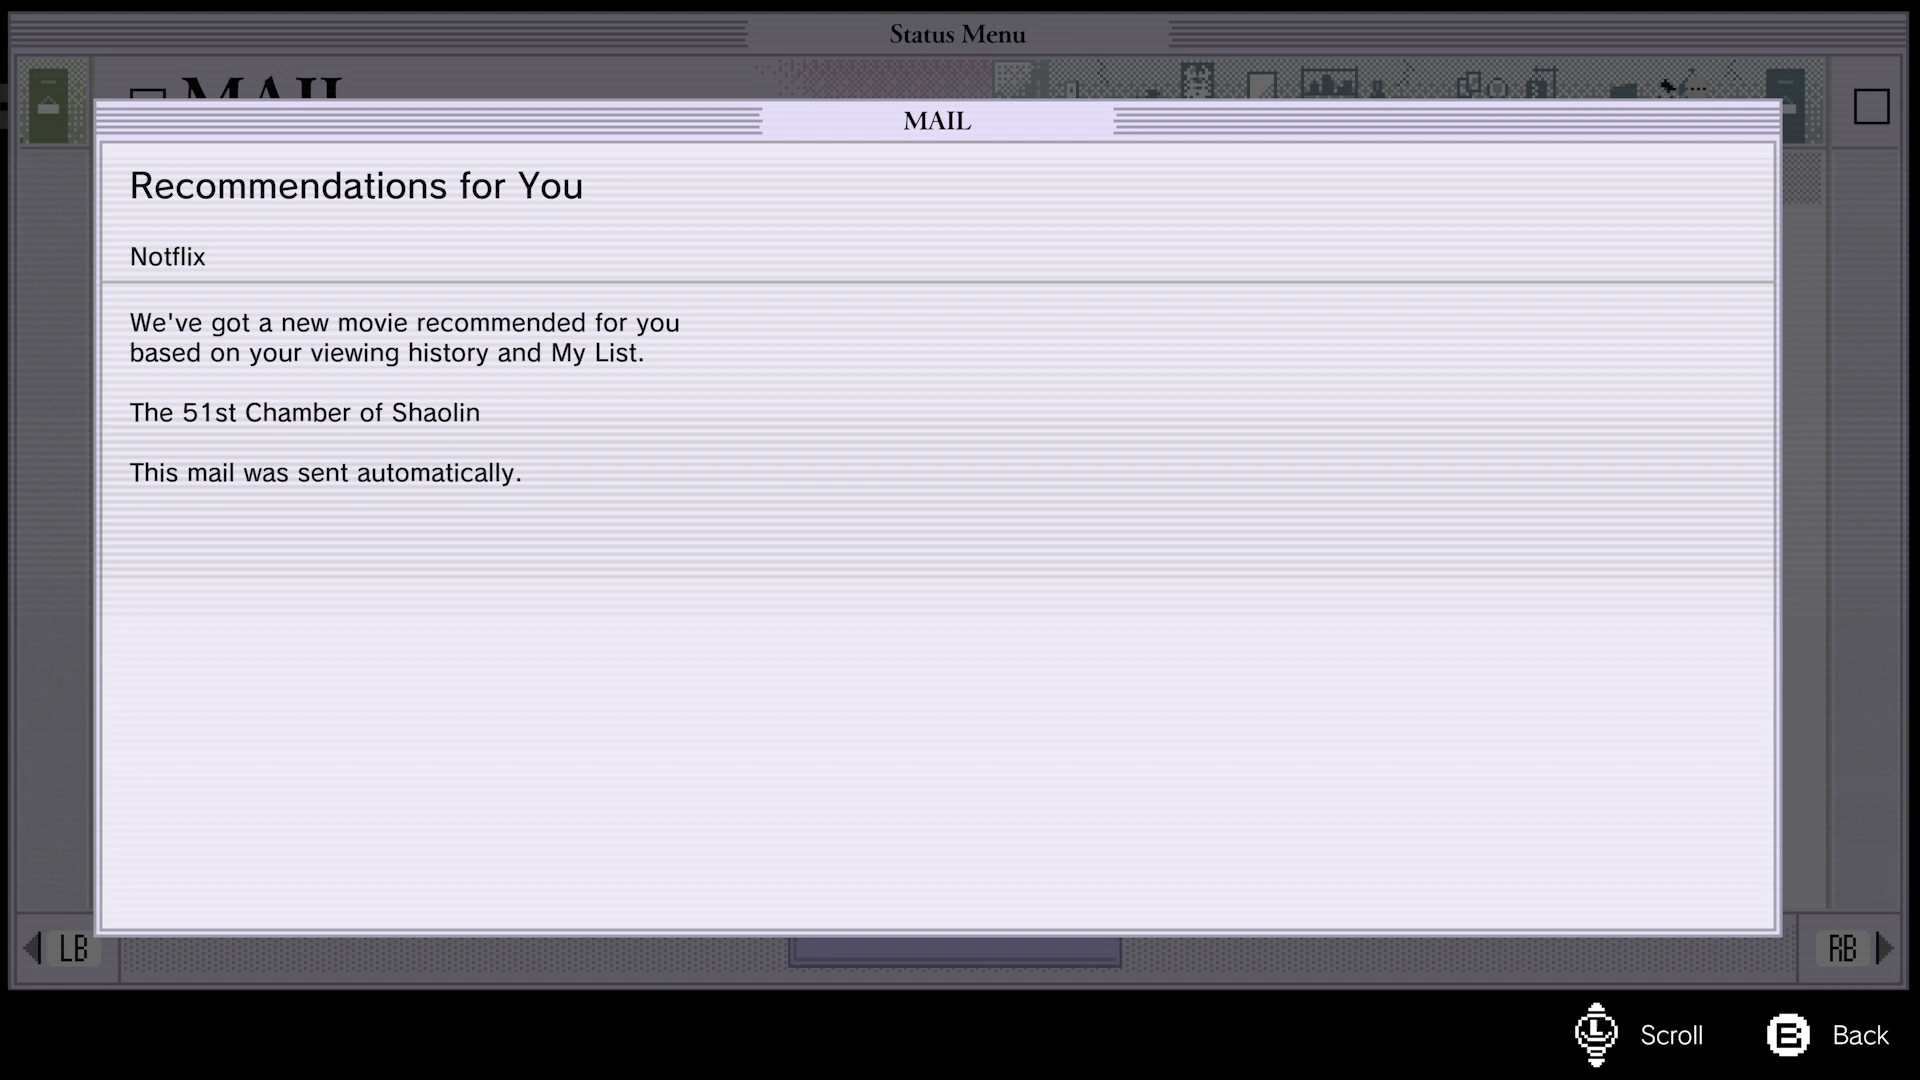 Status Menu
MAIL
MAIL
Recommendations for You
Notflix
We've got a new movie recommended for you
based on your viewing history and My List.
The 51st Chamber of Shaolin
This mail was sent automatically.
LB
RB
L
Scroll
B
Back